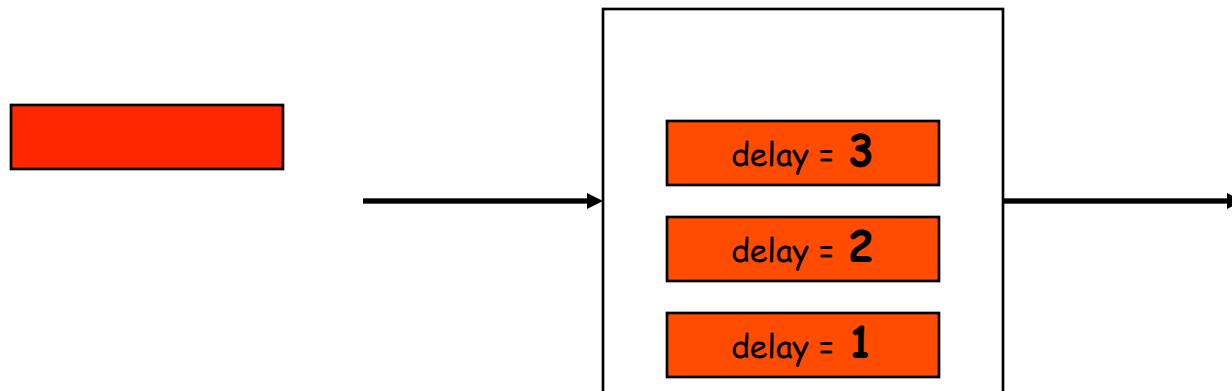 delay = 3
delay = 2
delay = 1